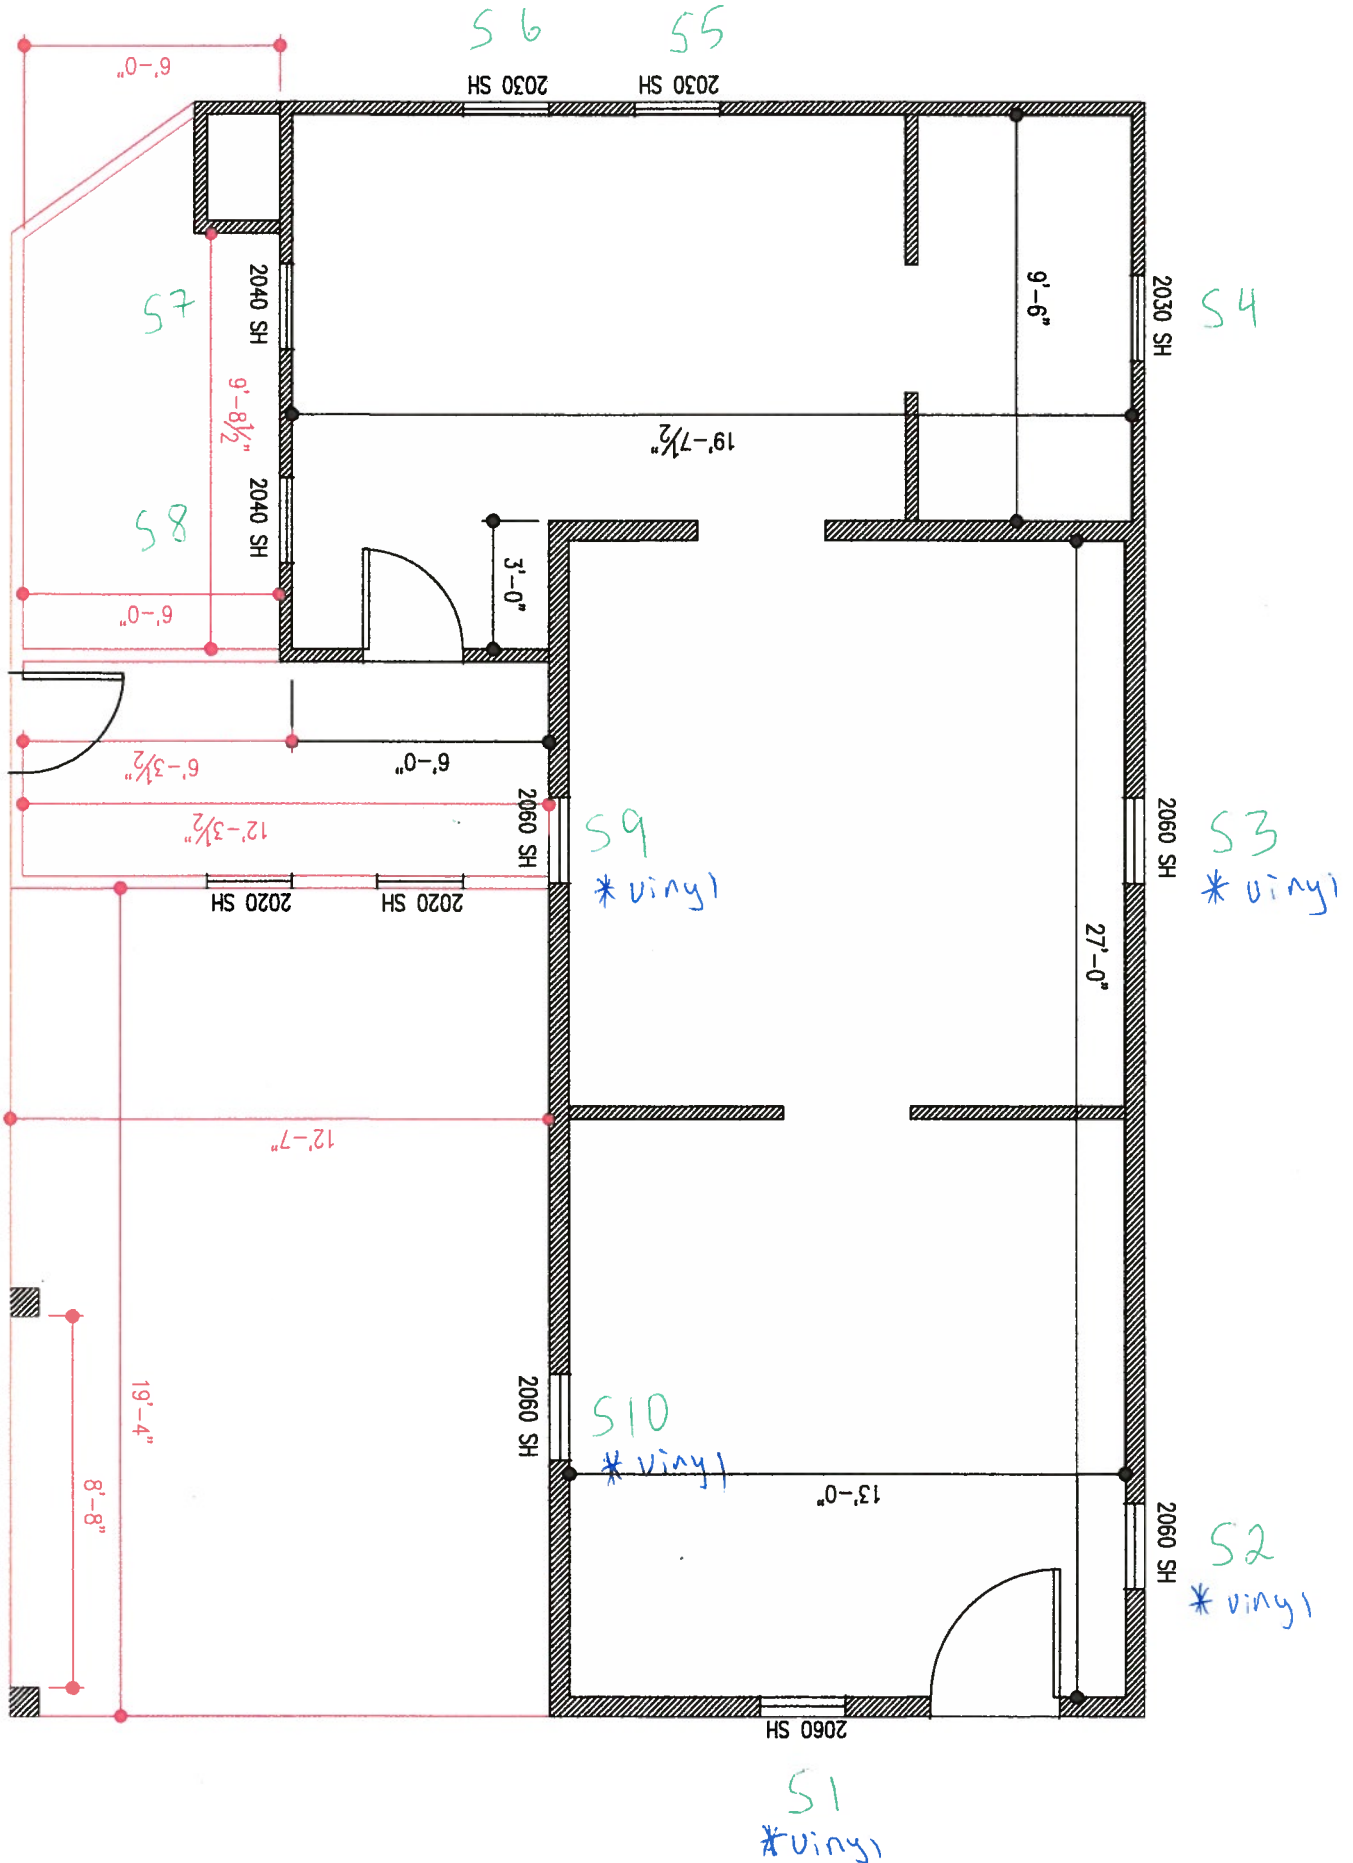 S6
S5
6'-0"
2030 SH
2030 SH
2040 SH
S7
9'-6"
2030 SH
S4
9'-8½"
19'-7½"
2040 SH
S8
3'-0"
6'-0"
6'-3½"
6'-0"
12'-3½"
2060 SH
S9
* vinyl
2060 SH
S3
* vinyl
2020 SH
2020 SH
27'-0"
12'-7"
19'-4"
8'-8"
2060 SH
S10
* vinyl
13'-0"
2060 SH
S2
* vinyl
2060 SH
S1
* vinyl